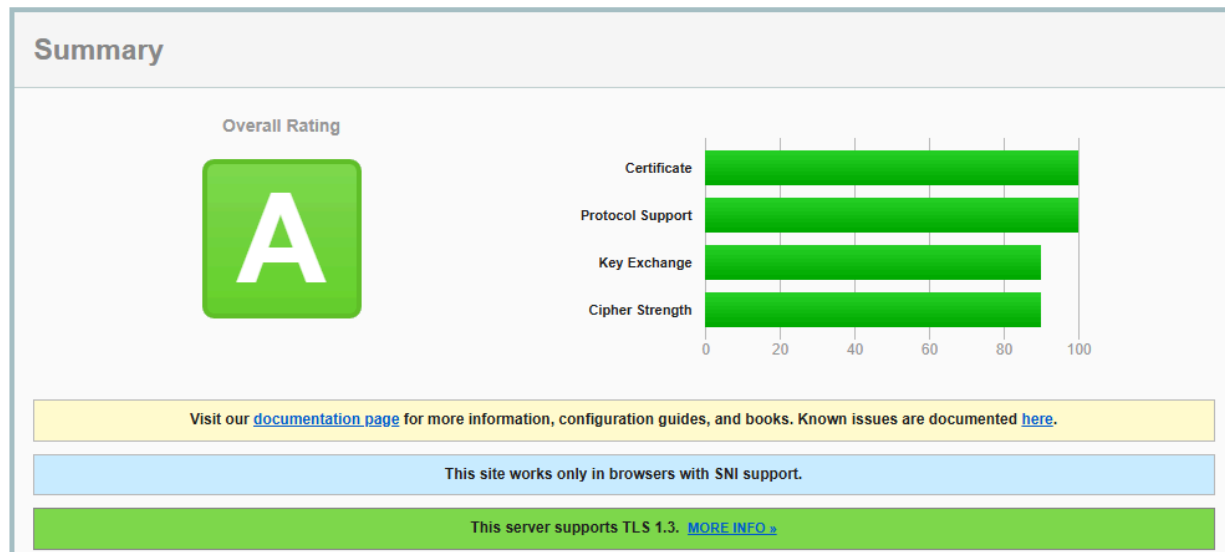 Summary
Overall Rating
A
Certificate
Protocol Support
Key Exchange
Cipher Strength
0 20 40 60 80 100
Visit our documentation page for more information, configuration guides, and books. Known issues are documented here.
This site works only in browsers with SNI support.
This server supports TLS 1.3. MORE INFO »